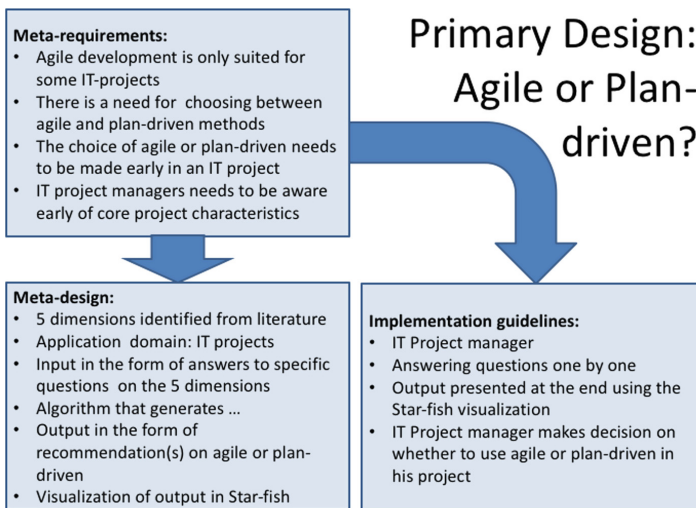 Primary Design:
Agile or Plan-
driven?
Meta-requirements:
• Agile development is only suited for
some IT-projects
• There is a need for choosing between
agile and plan-driven methods
• The choice of agile or plan-driven needs
to be made early in an IT project
• IT project managers needs to be aware
early of core project characteristics
Meta-design:
• 5 dimensions identified from literature
• Application domain: IT projects
• Input in the form of answers to specific
questions on the 5 dimensions
• Algorithm that generates ...
• Output in the form of
recommendation(s) on agile or plan-
driven
• Visualization of output in Star-fish
Implementation guidelines:
• IT Project manager
• Answering questions one by one
• Output presented at the end using the
Star-fish visualization
• IT Project manager makes decision on
whether to use agile or plan-driven in
his project